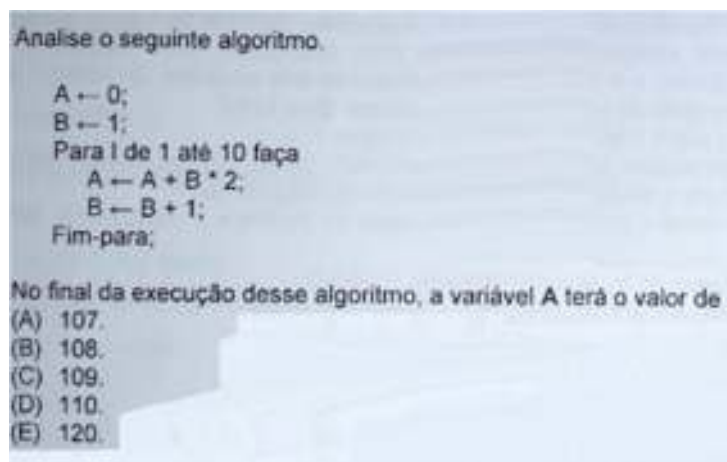 Analise o seguinte algoritmo.
A ← 0;
B ← 1;
Para I de 1 até 10 faça
A ← A + B * 2;
B ← B + 1;
Fim-para;
No final da execução desse algoritmo, a variável A terá o valor de
(A) 107.
(B) 108.
(C) 109.
(D) 110.
(E) 120.